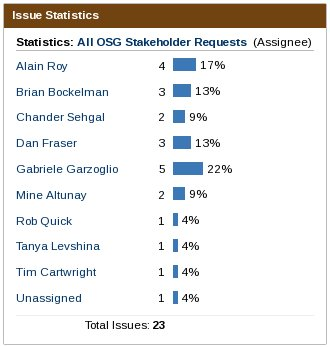 Issue Statistics
Statistics: All OSG Stakeholder Requests (Assignee)
Alain Roy 4 17%
Brian Bockelman 3 13%
Chander Sehgal 2 9%
Dan Fraser 3 13%
Gabriele Garzoglio 5 22%
Mine Altunay 2 9%
Rob Quick 1 4%
Tanya Levshina 1 4%
Tim Cartwright 1 4%
Unassigned 1 4%
Total Issues: 23